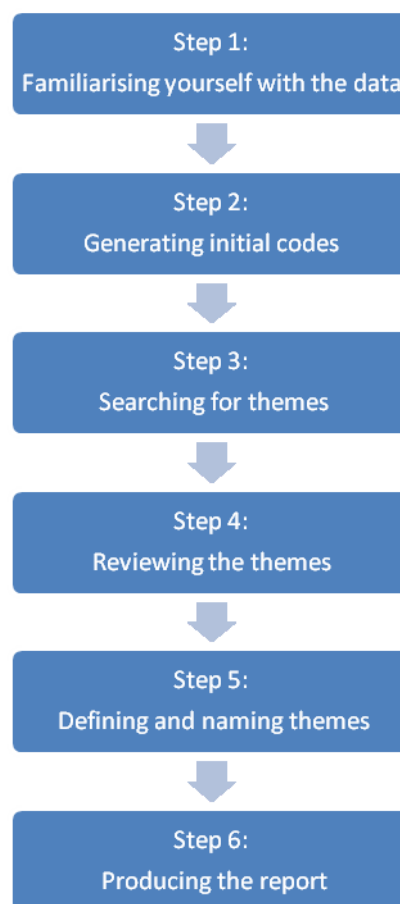 Step 1:
Familiarising yourself with the data
Step 2:
Generating initial codes
Step 3:
Searching for themes
Step 4:
Reviewing the themes
Step 5:
Defining and naming themes
Step 6:
Producing the report